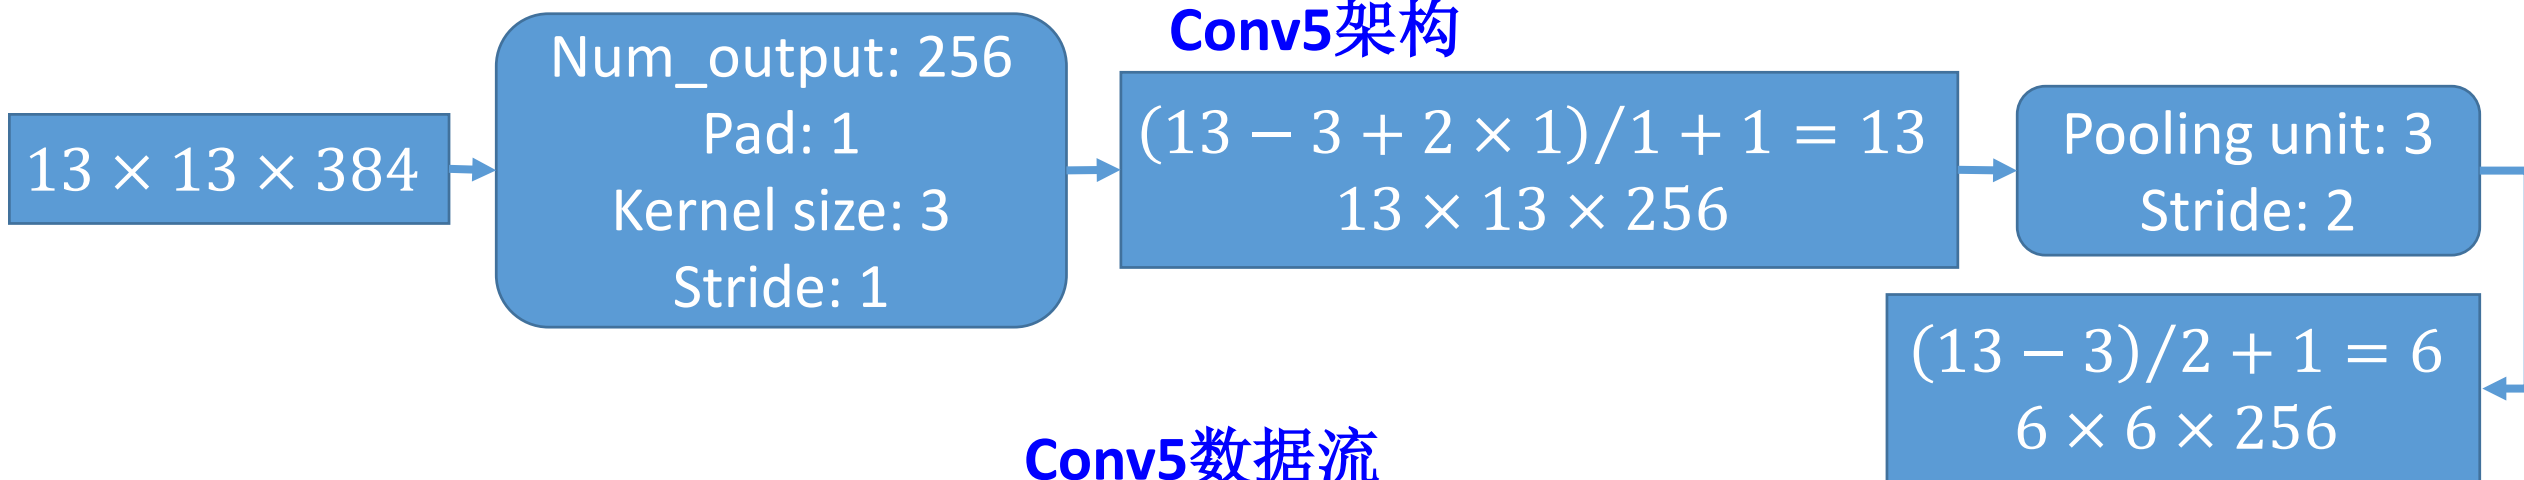 Conv5架构
13 × 13 × 384
Num_output: 256
Pad: 1
Kernel size: 3
Stride: 1
(13 − 3 + 2 × 1)/1 + 1 = 13
13 × 13 × 256
Pooling unit: 3
Stride: 2
(13 − 3)/2 + 1 = 6
6 × 6 × 256
Conv5数据流